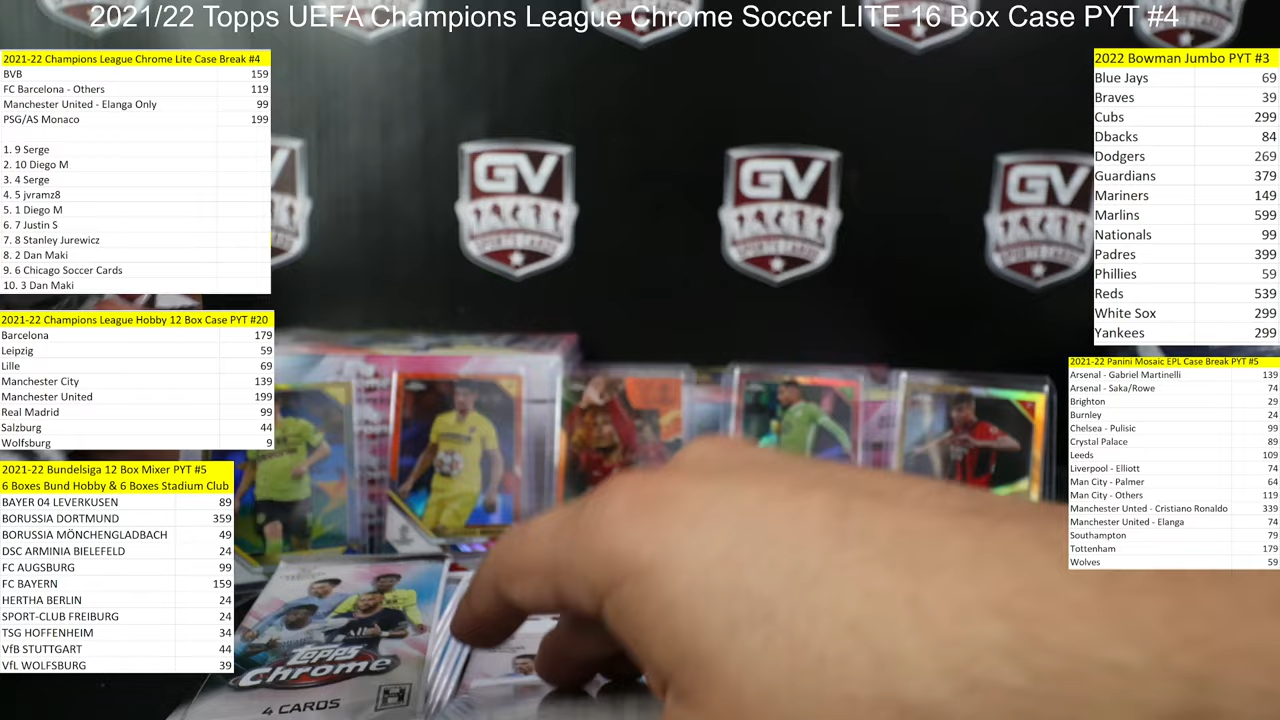 2021/22 Topps UEFA Champions League Chrome Soccer LITE 16 Box Case PYT #4
2021-22 Champions League Chrome Lite Case Break #4
BVB 159
FC Barcelona - Others 119
Manchester United - Elanga Only 99
PSG/AS Monaco 199
1. 9 Serge
2. 10 Diego M
3. 4 Serge
4. 5 jvramz8
5. 1 Diego M
6. 7 Justin S
7. 8 Stanley Jurewicz
8. 2 Dan Maki
9. 6 Chicago Soccer Cards
10. 3 Dan Maki
2021-22 Champions League Hobby 12 Box Case PYT #20
Barcelona 179
Leipzig 59
Lille 69
Manchester City 139
Manchester United 199
Real Madrid 99
Salzburg 44
Wolfsburg 9
2021-22 Bundelsiga 12 Box Mixer PYT #5
6 Boxes Bund Hobby & 6 Boxes Stadium Club
BAYER 04 LEVERKUSEN 89
BORUSSIA DORTMUND 359
BORUSSIA MÖNCHENGLADBACH 49
DSC ARMINIA BIELEFELD 24
FC AUGSBURG 99
FC BAYERN 159
HERTHA BERLIN 24
SPORT-CLUB FREIBURG 24
TSG HOFFENHEIM 34
VfB STUTTGART 44
VfL WOLFSBURG 39
2022 Bowman Jumbo PYT #3
Blue Jays 69
Braves 39
Cubs 299
Dbacks 84
Dodgers 269
Guardians 379
Mariners 149
Marlins 599
Nationals 99
Padres 399
Phillies 59
Reds 539
White Sox 299
Yankees 299
2021-22 Panini Mosaic EPL Case Break PYT #5
Arsenal - Gabriel Martinelli 139
Arsenal - Saka/Rowe 74
Brighton 29
Burnley 24
Chelsea - Pulisic 99
Crystal Palace 89
Leeds 109
Liverpool - Elliott 74
Man City - Palmer 64
Man City - Others 119
Manchester Unted - Cristiano Ronaldo 339
Manchester United - Elanga 74
Southampton 79
Tottenham 179
Wolves 59
GV
SPORTS CARDS
GV
SPORTS CARDS
GV
Topps
Chrome
4 CARDS
H